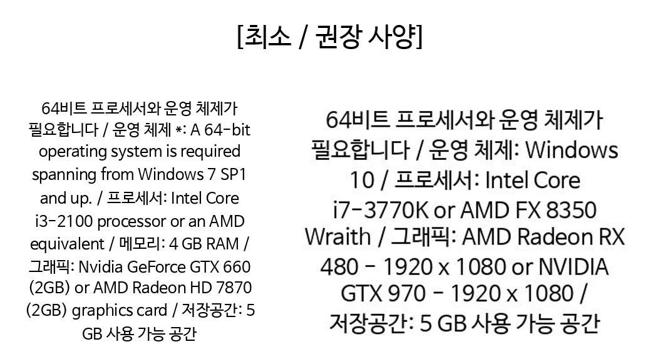 [최소 / 권장 사양]
64비트 프로세서와 운영 체제가
필요합니다 / 운영 체제 *: A 64-bit
operating system is required
spanning from Windows 7 SP1
and up. / 프로세서: Intel Core
i3-2100 processor or an AMD
equivalent / 메모리: 4 GB RAM /
그래픽: Nvidia GeForce GTX 660
(2GB) or AMD Radeon HD 7870
(2GB) graphics card / 저장공간: 5
GB 사용 가능 공간
64비트 프로세서와 운영 체제가
필요합니다 / 운영 체제: Windows
10 / 프로세서: Intel Core
i7-3770K or AMD FX 8350
Wraith / 그래픽: AMD Radeon RX
480 - 1920 x 1080 or NVIDIA
GTX 970 - 1920 x 1080 /
저장공간: 5 GB 사용 가능 공간